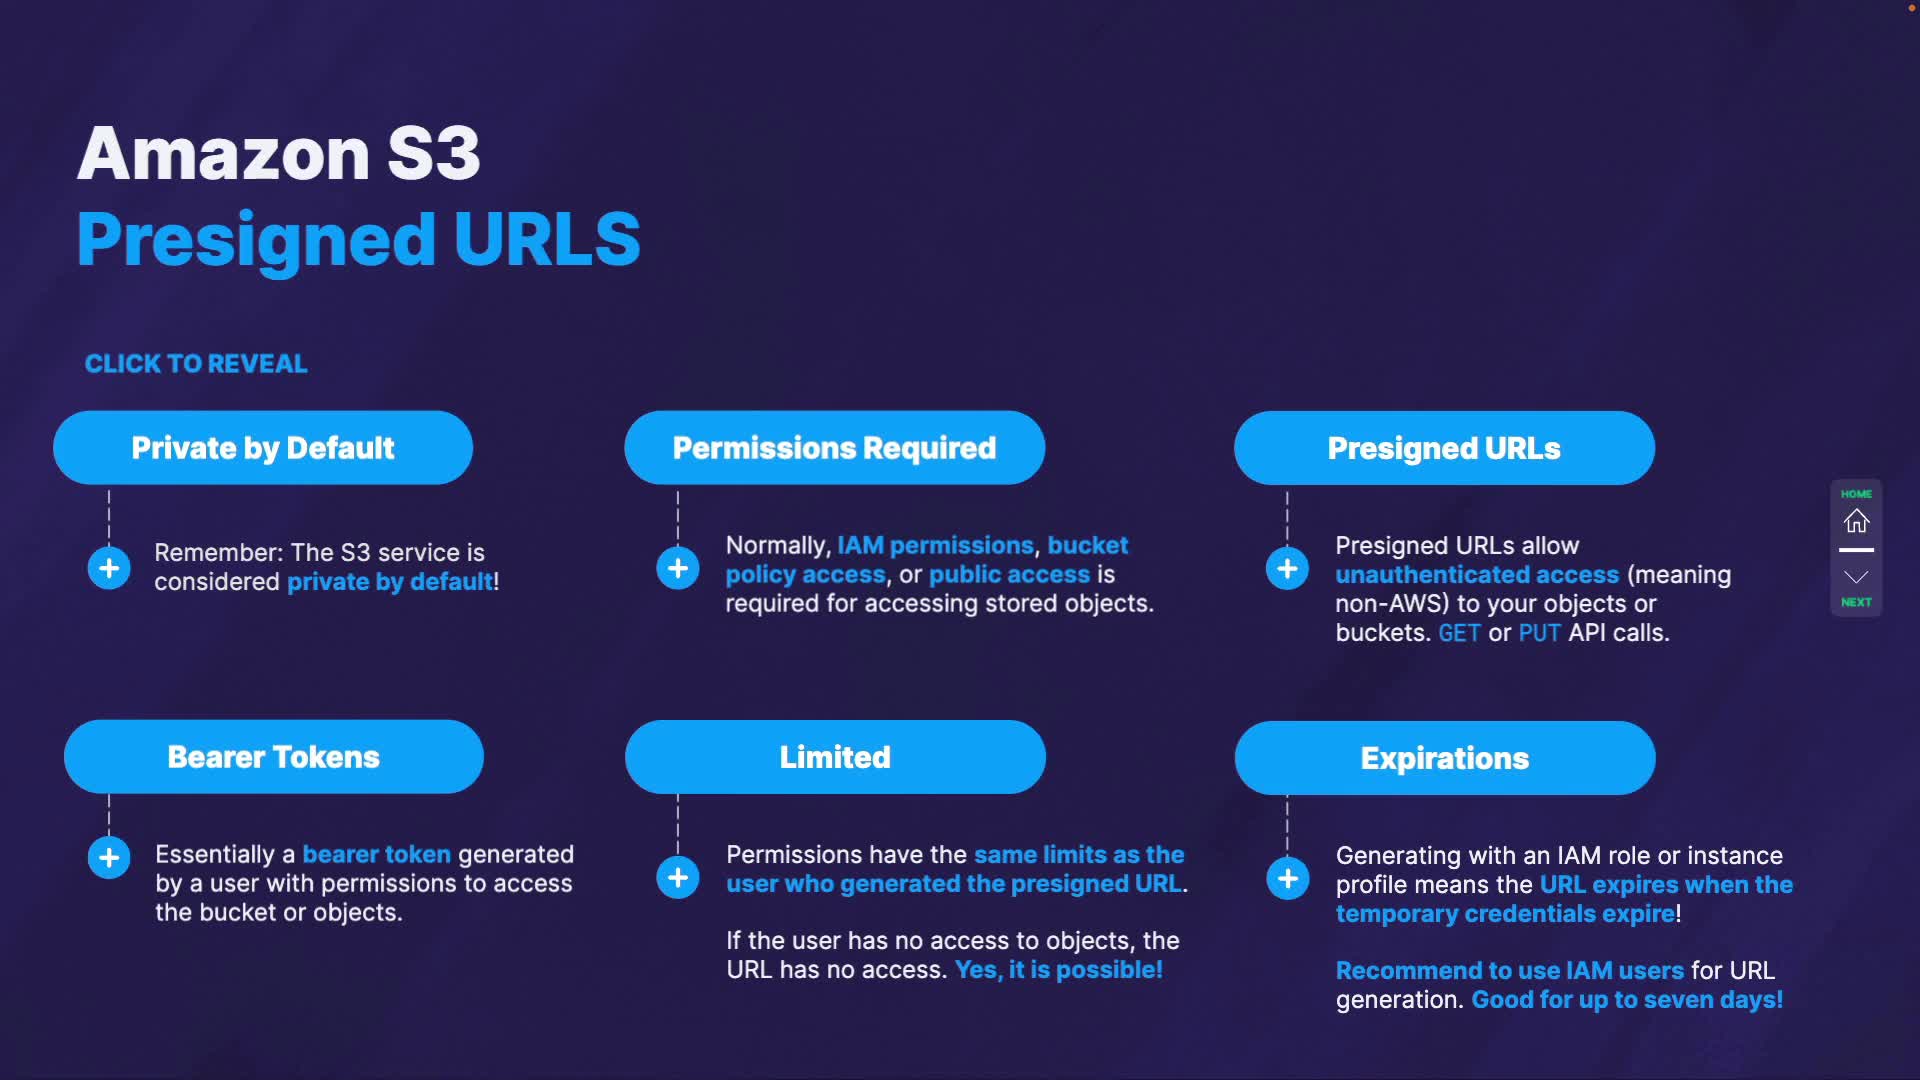 Amazon S3
Presigned URLS
CLICK TO REVEAL
Private by Default
Remember: The S3 service is
considered private by default!
Permissions Required
Normally, IAM permissions, bucket
policy access, or public access is
required for accessing stored objects.
Presigned URLs
Presigned URLs allow
unauthenticated access (meaning
non-AWS) to your objects or
buckets. GET or PUT API calls.
HOME
NEXT
Bearer Tokens
Essentially a bearer token generated
by a user with permissions to access
the bucket or objects.
Limited
Permissions have the same limits as the
user who generated the presigned URL.
If the user has no access to objects, the
URL has no access. Yes, it is possible!
Expirations
Generating with an IAM role or instance
profile means the URL expires when the
temporary credentials expire!
Recommend to use IAM users for URL
generation. Good for up to seven days!